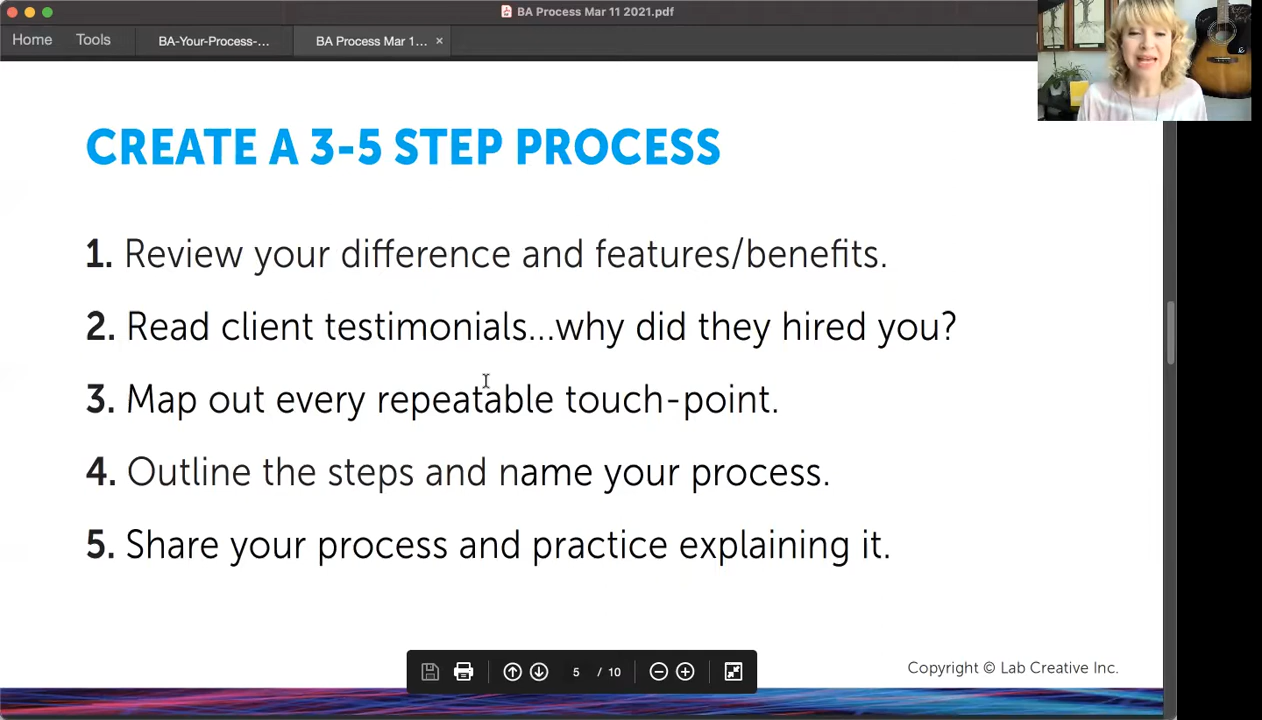 BA Process Mar 11 2021.pdf
Home Tools BA-Your-Process-... BA Process Mar 1... ×
CREATE A 3-5 STEP PROCESS
1. Review your difference and features/benefits.
2. Read client testimonials...why did they hired you?
3. Map out every repeatable touch-point.
4. Outline the steps and name your process.
5. Share your process and practice explaining it.
5 / 10
Copyright © Lab Creative Inc.